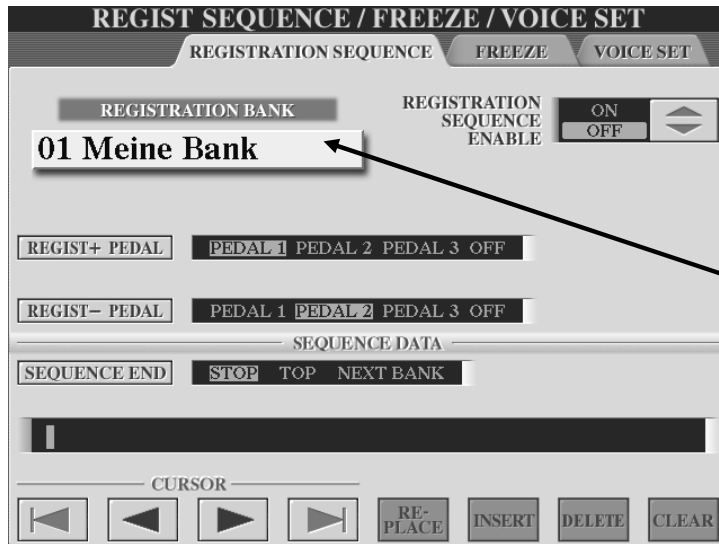 REGIST SEQUENCE / FREEZE / VOICE SET
REGISTRATION SEQUENCE FREEZE VOICE SET
REGISTRATION BANK
01 Meine Bank
REGISTRATION
SEQUENCE
ENABLE
ON
OFF
REGIST+ PEDAL PEDAL 1 PEDAL 2 PEDAL 3 OFF
REGIST− PEDAL PEDAL 1 PEDAL 2 PEDAL 3 OFF
SEQUENCE DATA
SEQUENCE END STOP TOP NEXT BANK
CURSOR
RE-
PLACE
INSERT
DELETE
CLEAR